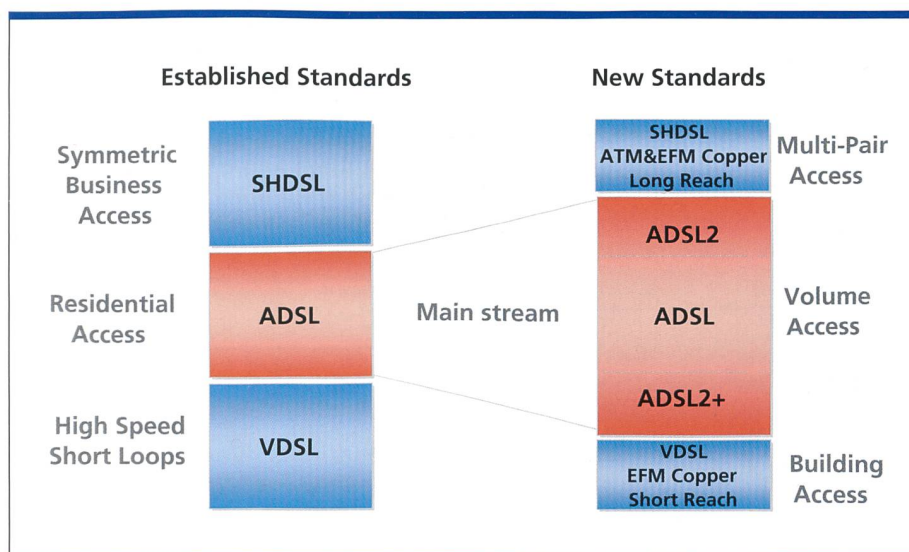 Established Standards
New Standards
Symmetric
Business
Access
SHDSL
SHDSL
ATM&EFM Copper
Long Reach
Multi-Pair
Access
Residential
Access
ADSL
Main stream
ADSL2
ADSL
ADSL2+
Volume
Access
High Speed
Short Loops
VDSL
VDSL
EFM Copper
Short Reach
Building
Access